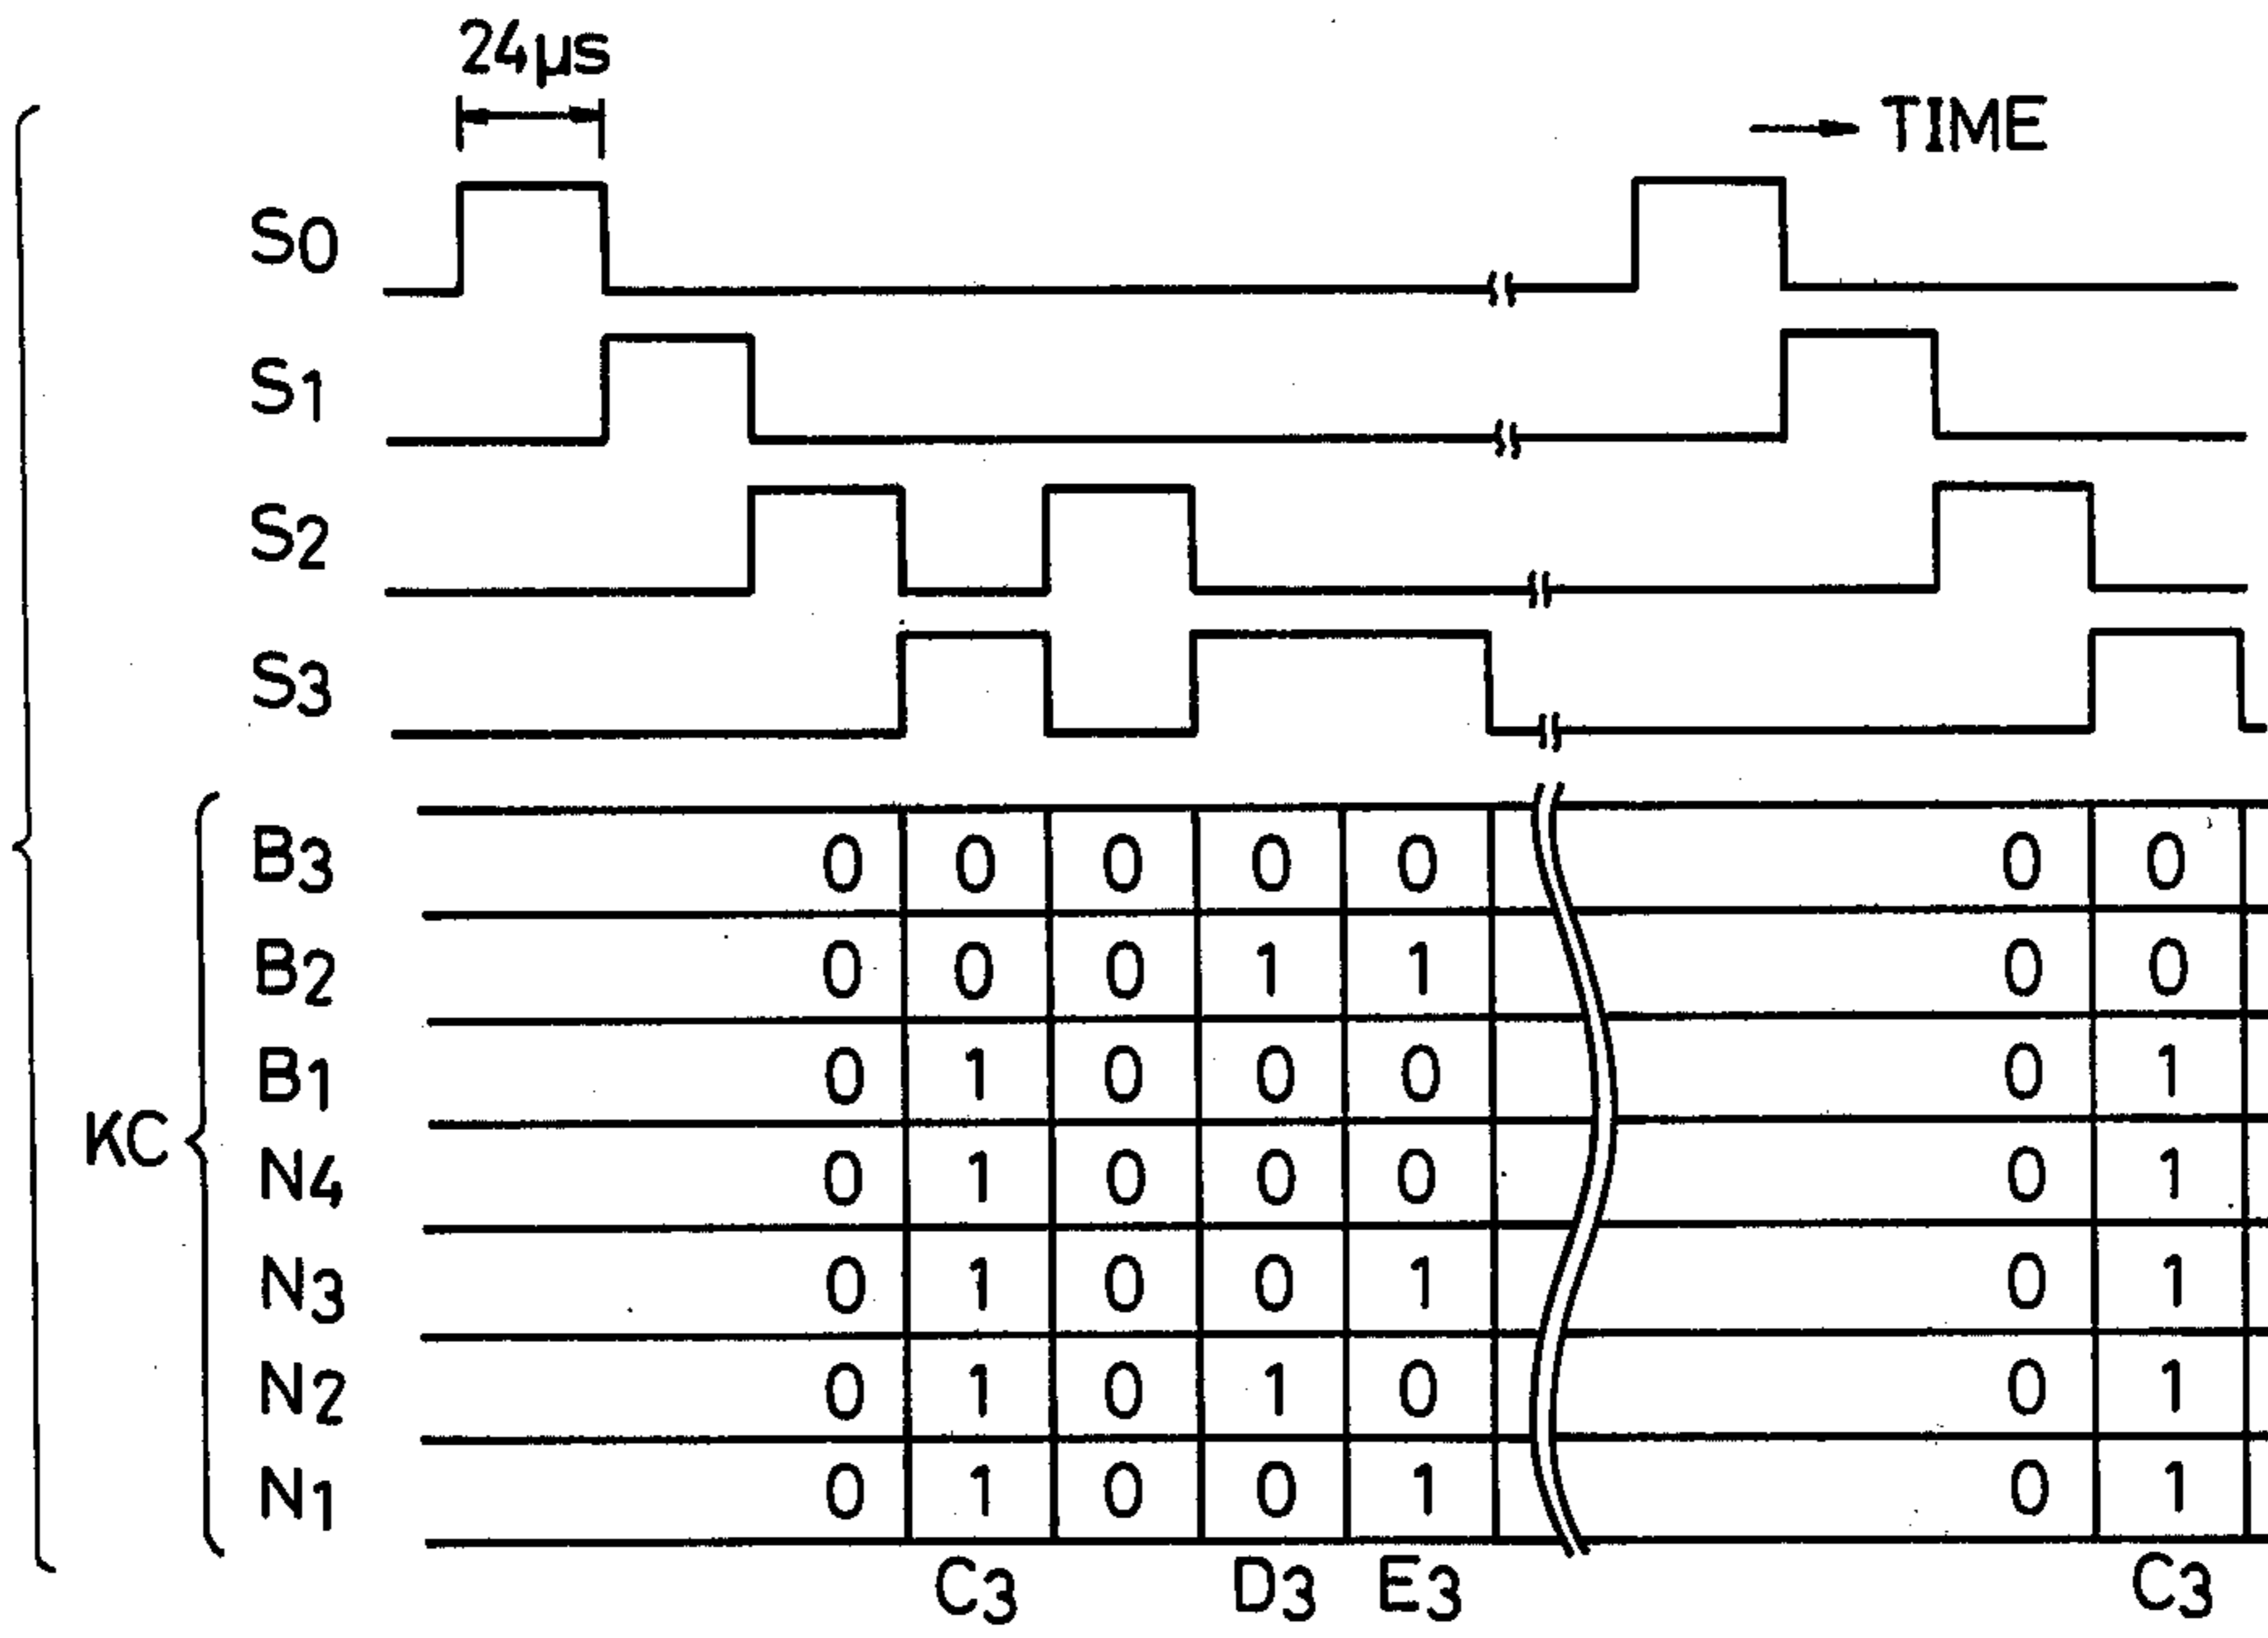 24μs
→ TIME
S0
S1
S2
S3
KC
B3 0 0 0 0 0 0 0
B2 0 0 0 1 1 0 0
B1 0 1 0 0 0 0 1
N4 0 1 0 0 0 0 1
N3 0 1 0 0 1 0 1
N2 0 1 0 1 0 0 1
N1 0 1 0 0 1 0 1
C3 D3 E3 C3